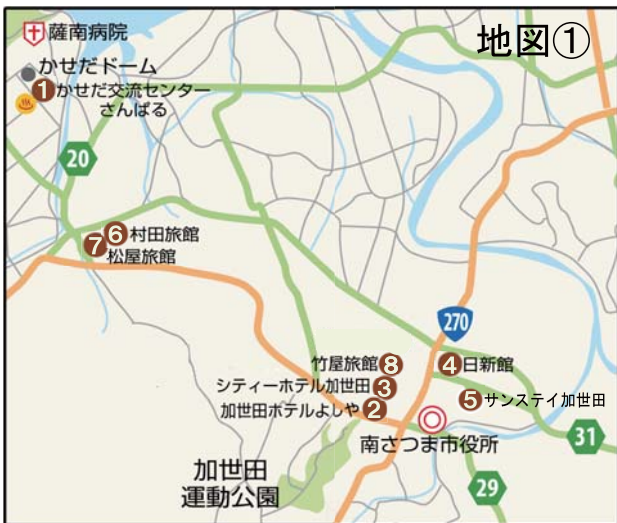 地図①
薩南病院
かせだドーム
1 かせだ交流センター
さんぱる
20
6 村田旅館
7 松屋旅館
270
竹屋旅館 8
4 日新館
シティーホテル加世田 3
5 サンステイ加世田
加世田ホテルよしや 2
南さつま市役所
31
加世田
運動公園
29